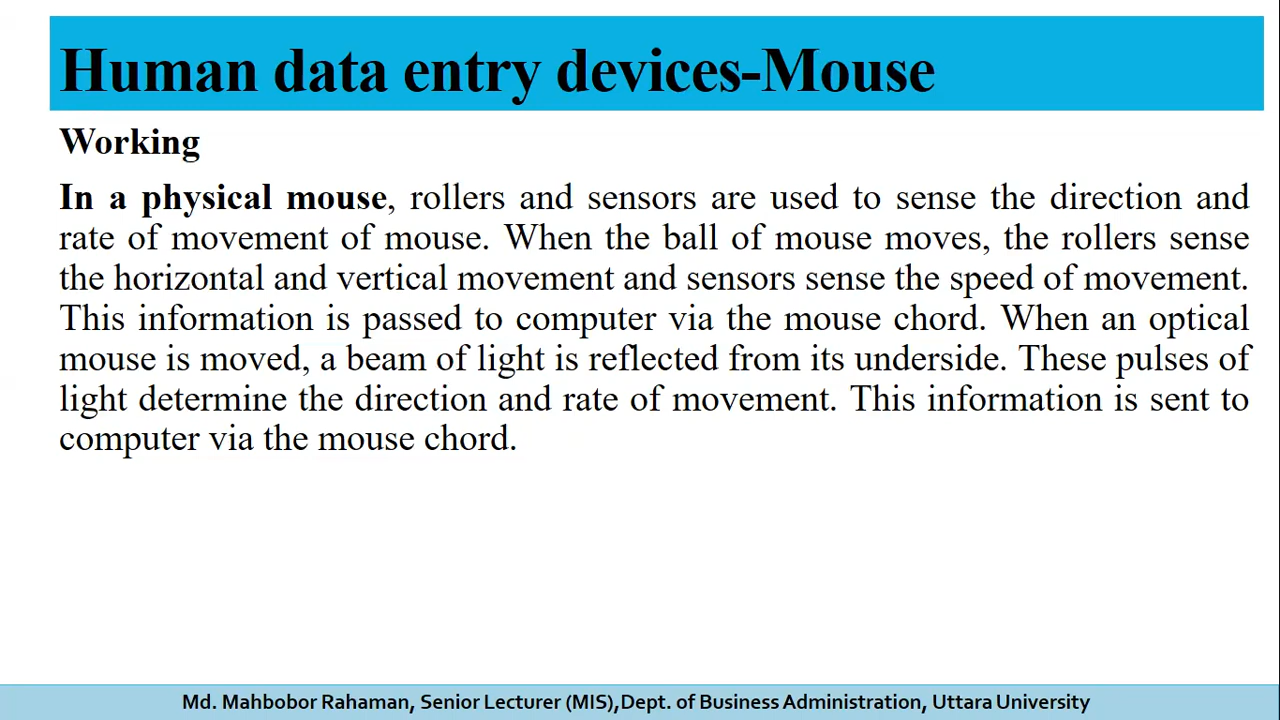 Human data entry devices-Mouse
Working
In a physical mouse, rollers and sensors are used to sense the direction and
rate of movement of mouse. When the ball of mouse moves, the rollers sense
the horizontal and vertical movement and sensors sense the speed of movement.
This information is passed to computer via the mouse chord. When an optical
mouse is moved, a beam of light is reflected from its underside. These pulses of
light determine the direction and rate of movement. This information is sent to
computer via the mouse chord.
Md. Mahbobor Rahaman, Senior Lecturer (MIS),Dept. of Business Administration, Uttara University